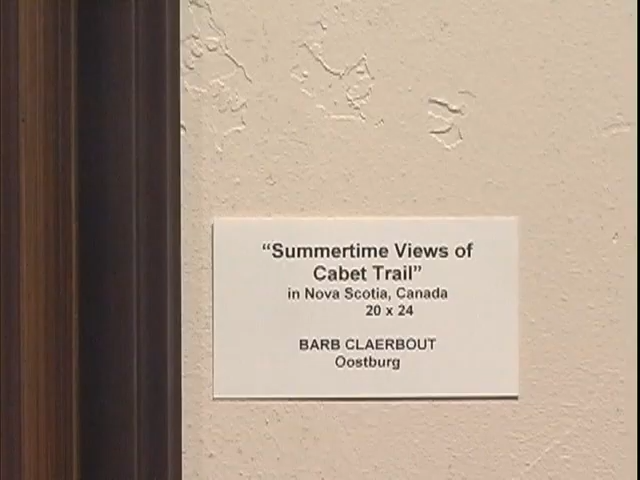 “Summertime Views of
Cabet Trail”
in Nova Scotia, Canada
20 x 24
BARB CLAERBOUT
Oostburg